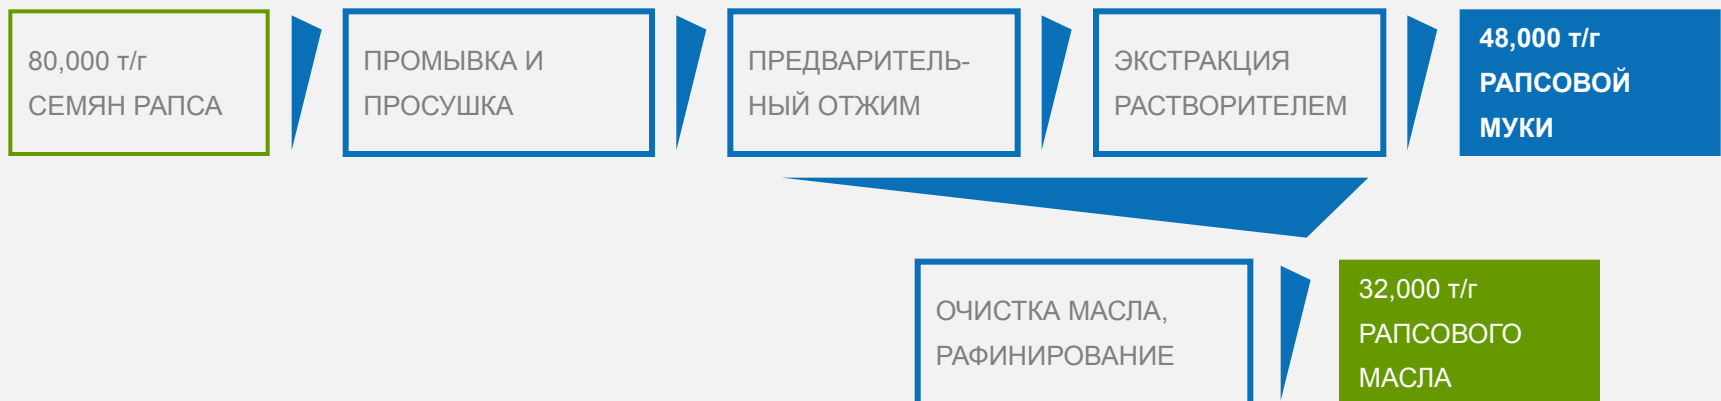 80,000 т/г
СЕМЯН РАПСА
ПРОМЫВКА И
ПРОСУШКА
ПРЕДВАРИТЕЛЬ-
НЫЙ ОТЖИМ
ЭКСТРАКЦИЯ
РАСТВОРИТЕЛЕМ
48,000 т/г
РАПСОВОЙ
МУКИ
ОЧИСТКА МАСЛА,
РАФИНИРОВАНИЕ
32,000 т/г
РАПСОВОГО
МАСЛА